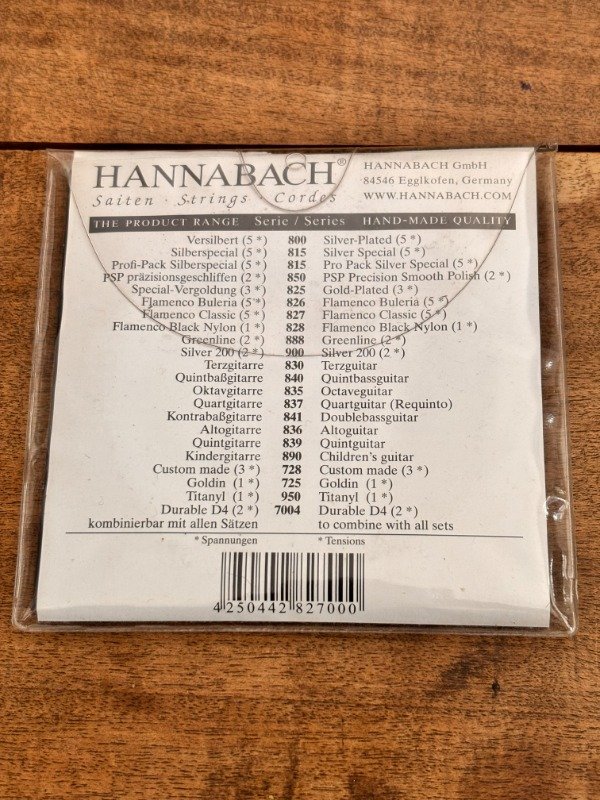 HANNABACH®
Saiten · Strings · Cordes
HANNABACH GmbH
84546 Egglkofen, Germany
WWW.HANNABACH.COM
THE PRODUCT RANGE Serie / Series HAND-MADE QUALITY
Versilbert (5 *) 800 Silver-Plated (5 *)
Silberspecial (5 *) 815 Silver Special (5 *)
Profi-Pack Silberspecial (5 *) 815 Pro Pack Silver Special (5 *)
PSP präzisionsgeschliffen (2 *) 850 PSP Precision Smooth Polish (2 *)
Special-Vergoldung (3 *) 825 Gold-Plated (3 *)
Flamenco Buleria (5 *) 826 Flamenco Buleria (5 *)
Flamenco Classic (5 *) 827 Flamenco Classic (5 *)
Flamenco Black Nylon (1 *) 828 Flamenco Black Nylon (1 *)
Greenline (2 *) 888 Greenline (2 *)
Silver 200 (2 *) 900 Silver 200 (2 *)
Terzgitarre 830 Terzguitar
Quintbaßgitarre 840 Quintbassguitar
Oktavgitarre 835 Octaveguitar
Quartgitarre 837 Quartguitar (Requinto)
Kontrabaßgitarre 841 Doublebassguitar
Altogitarre 836 Altoguitar
Quintgitarre 839 Quintguitar
Kindergitarre 890 Children's guitar
Custom made (3 *) 728 Custom made (3 *)
Goldin (1 *) 725 Goldin (1 *)
Titanyl (1 *) 950 Titanyl (1 *)
Durable D4 (2 *) 7004 Durable D4 (2 *)
kombinierbar mit allen Sätzen to combine with all sets
* Spannungen * Tensions
4 250442 827000